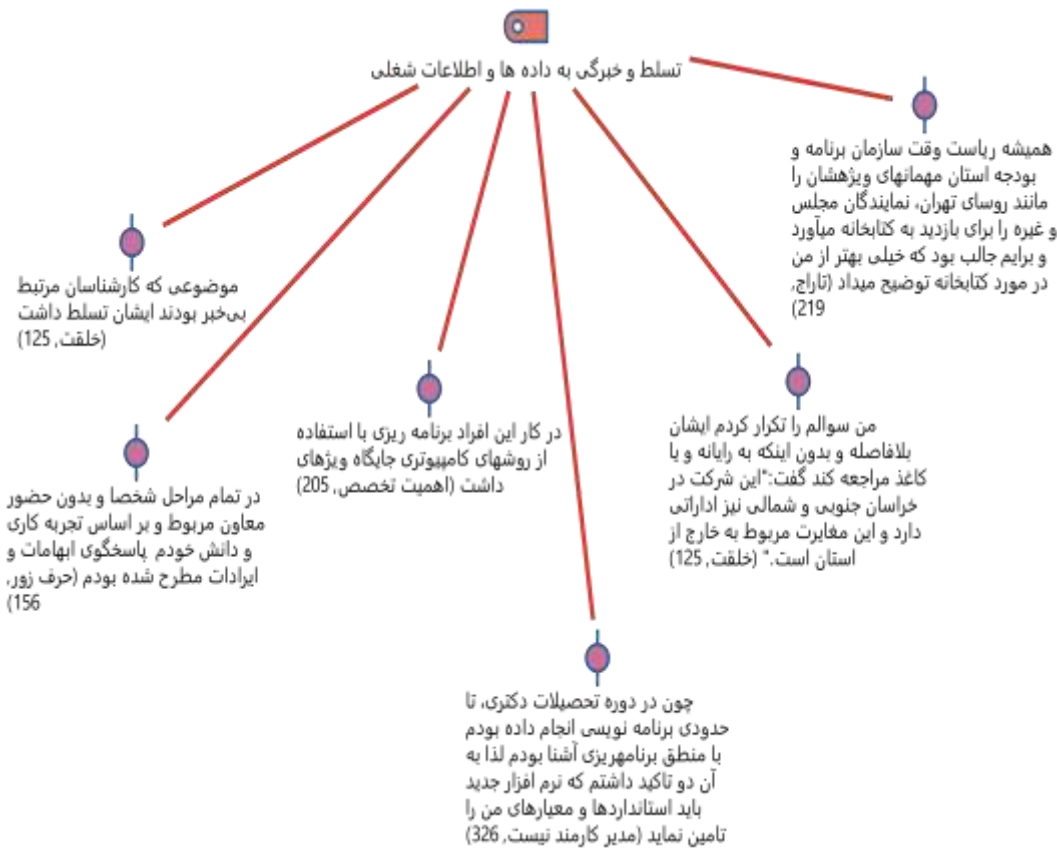 تسلط و خبرگی به داده ها و اطلاعات شغلی
همیشه ریاست وقت سازمان برنامه و
بودجه استان مهمانهای ویژهشان را
مانند روسای تهران، نمایندگان مجلس
و غیره را برای بازدید به کتابخانه میآورد
و برایم جالب بود که خیلی بهتر از من
در مورد کتابخانه توضیح میداد (تاراج,
219)
موضوعی که کارشناسان مرتبط
بی‌خبر بودند ایشان تسلط داشت
(خلقت, 125)
من سوالم را تکرار کردم ایشان
بلافاصله و بدون اینکه به رایانه و یا
کاغذ مراجعه کند گفت:"این شرکت در
خراسان جنوبی و شمالی نیز اداراتی
دارد و این مغایرت مربوط به خارج از
استان است." (خلقت, 125)
در کار این افراد برنامه ریزی با استفاده
از روشهای کامپیوتری جایگاه ویژهای
داشت (اهمیت تخصص, 205)
در تمام مراحل شخصا و بدون حضور
معاون مربوط و بر اساس تجربه کاری
و دانش خودم پاسخگوی ابهامات و
ایرادات مطرح شده بودم (حرف زور,
156)
چون در دوره تحصیلات دکتری، تا
حدودی برنامه نویسی انجام داده بودم
با منطق برنامهریزی آشنا بودم لذا به
آن دو تاکید داشتم که نرم افزار جدید
باید استانداردها و معیارهای من را
تامین نماید (مدیر کارمند نیست, 326)